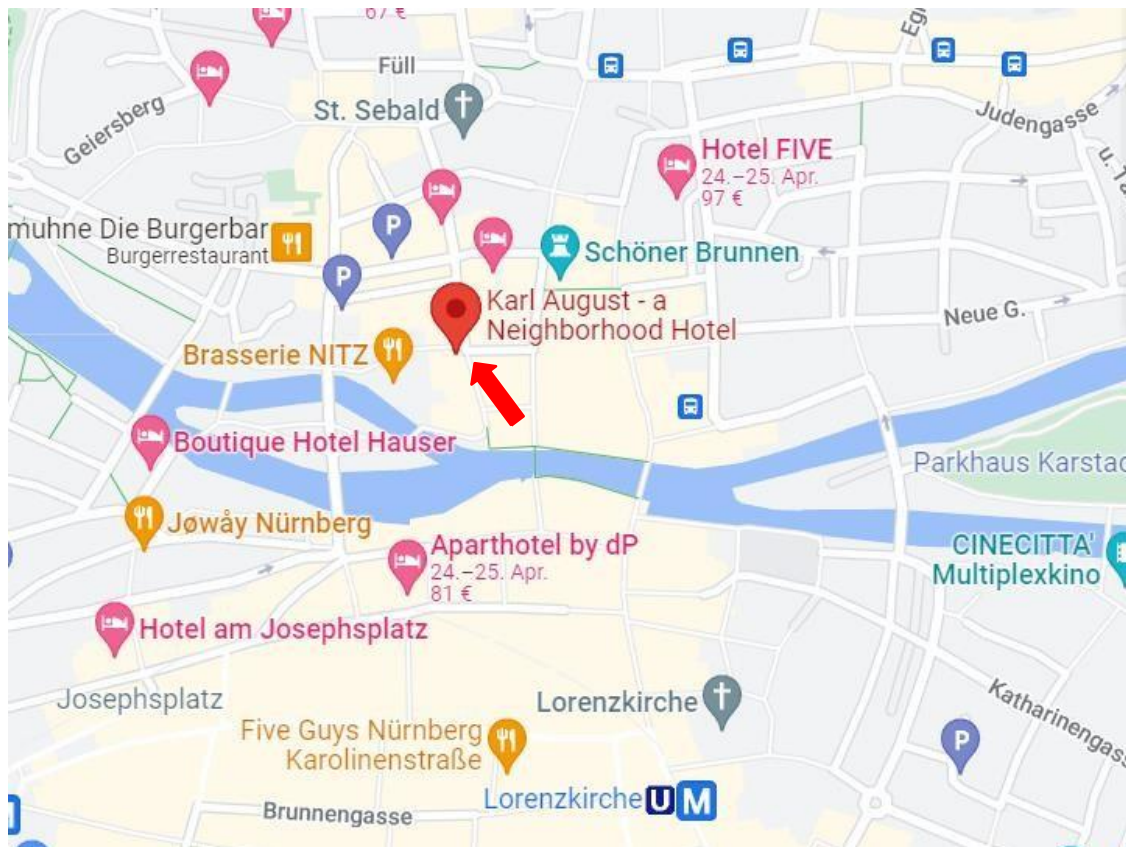 67 €
Füll
St. Sebald
Geiersberg
Judengasse
Hotel FIVE
24.–25. Apr.
97 €
muhne Die Burgerbar
Burgerrestaurant
P
Schöner Brunnen
P
Karl August - a
Neighborhood Hotel
Neue G.
Brasserie NITZ
Boutique Hotel Hauser
Parkhaus Karstad
Jøwåy Nürnberg
Aparthotel by dP
24.–25. Apr.
81 €
CINECITTA'
Multiplexkino
Hotel am Josephsplatz
Josephsplatz
Lorenzkirche
Katharinengass
Five Guys Nürnberg
Karolinenstraße
P
Lorenzkirche U M
Brunnengasse